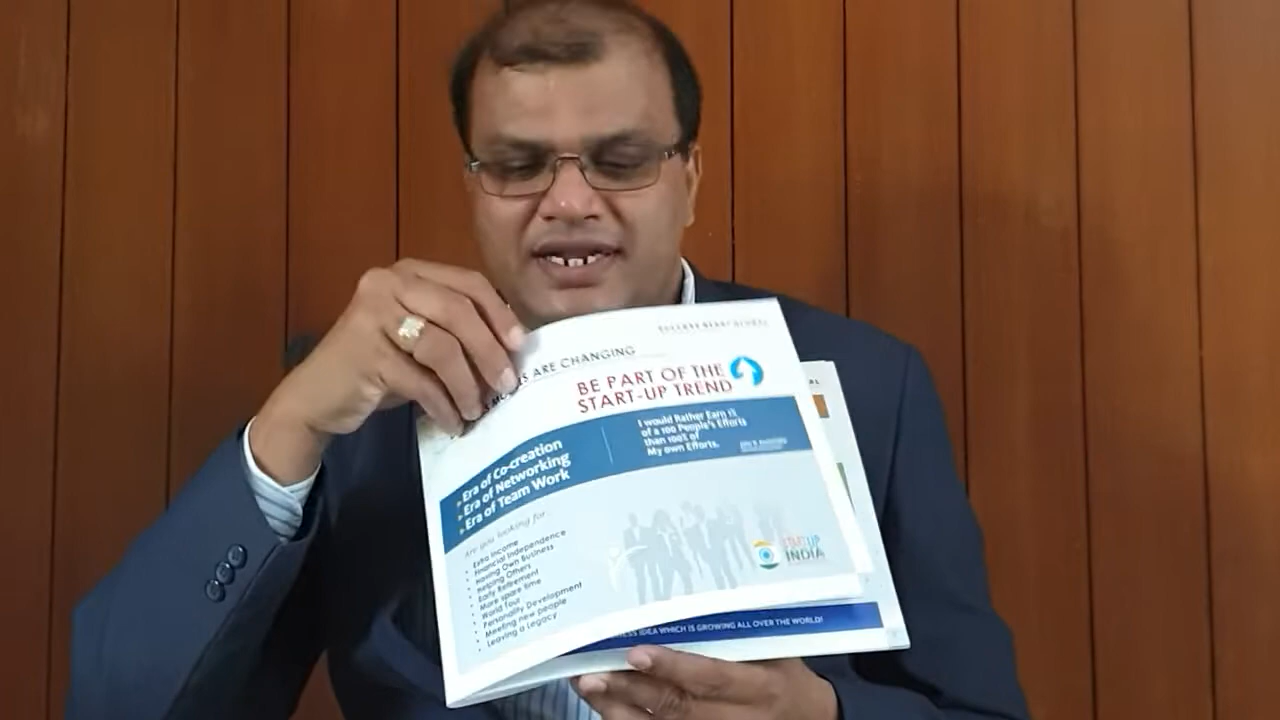 ARE CHANGING
BE PART OF THE
START-UP TREND
I would Rather Earn 1%
of a 100 People's Efforts
than 100% of
My own Efforts.
Era of Co-creation
Era of Networking
Era of Team Work
Are you looking for...
• Extra Income
• Financial Independence
• Having Own Business
• Helping Others
• Early Retirement
• More spare time
• World Tour
• Personality Development
• Meeting new people
• Leaving a Legacy
STARTUP
INDIA
IDEA WHICH IS GROWING ALL OVER THE WORLD!